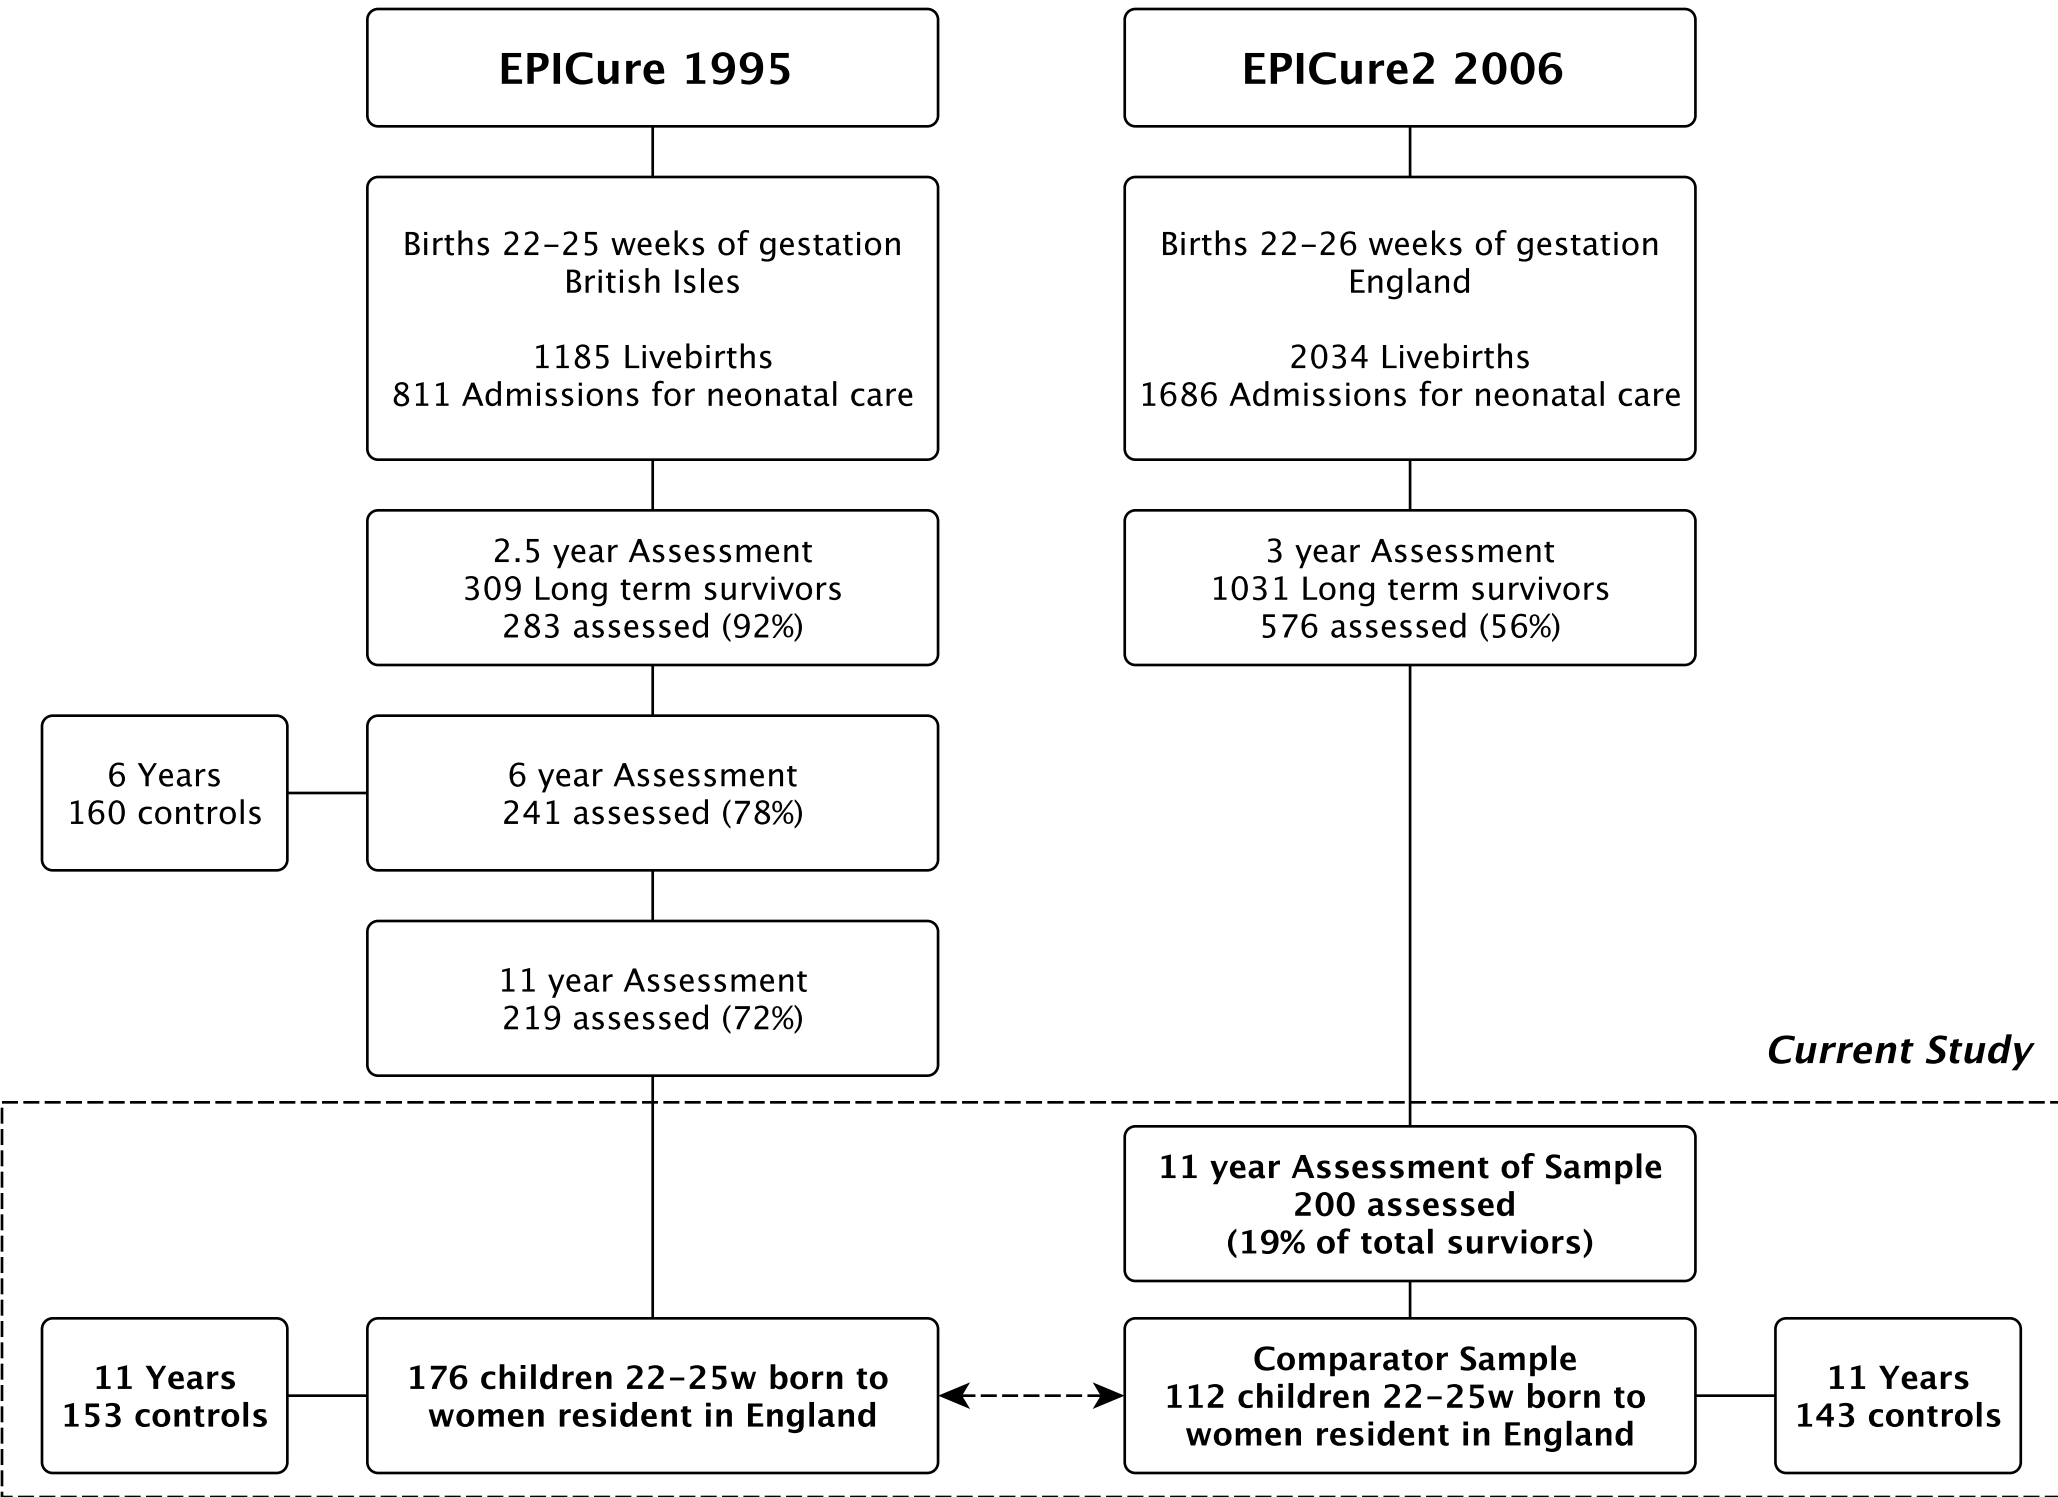 EPICure 1995
EPICure2 2006
Births 22–25 weeks of gestation
British Isles
1185 Livebirths
811 Admissions for neonatal care
Births 22–26 weeks of gestation
England
2034 Livebirths
1686 Admissions for neonatal care
2.5 year Assessment
309 Long term survivors
283 assessed (92%)
3 year Assessment
1031 Long term survivors
576 assessed (56%)
6 Years
160 controls
6 year Assessment
241 assessed (78%)
11 year Assessment
219 assessed (72%)
Current Study
11 year Assessment of Sample
200 assessed
(19% of total surviors)
11 Years
153 controls
176 children 22–25w born to
women resident in England
Comparator Sample
112 children 22–25w born to
women resident in England
11 Years
143 controls